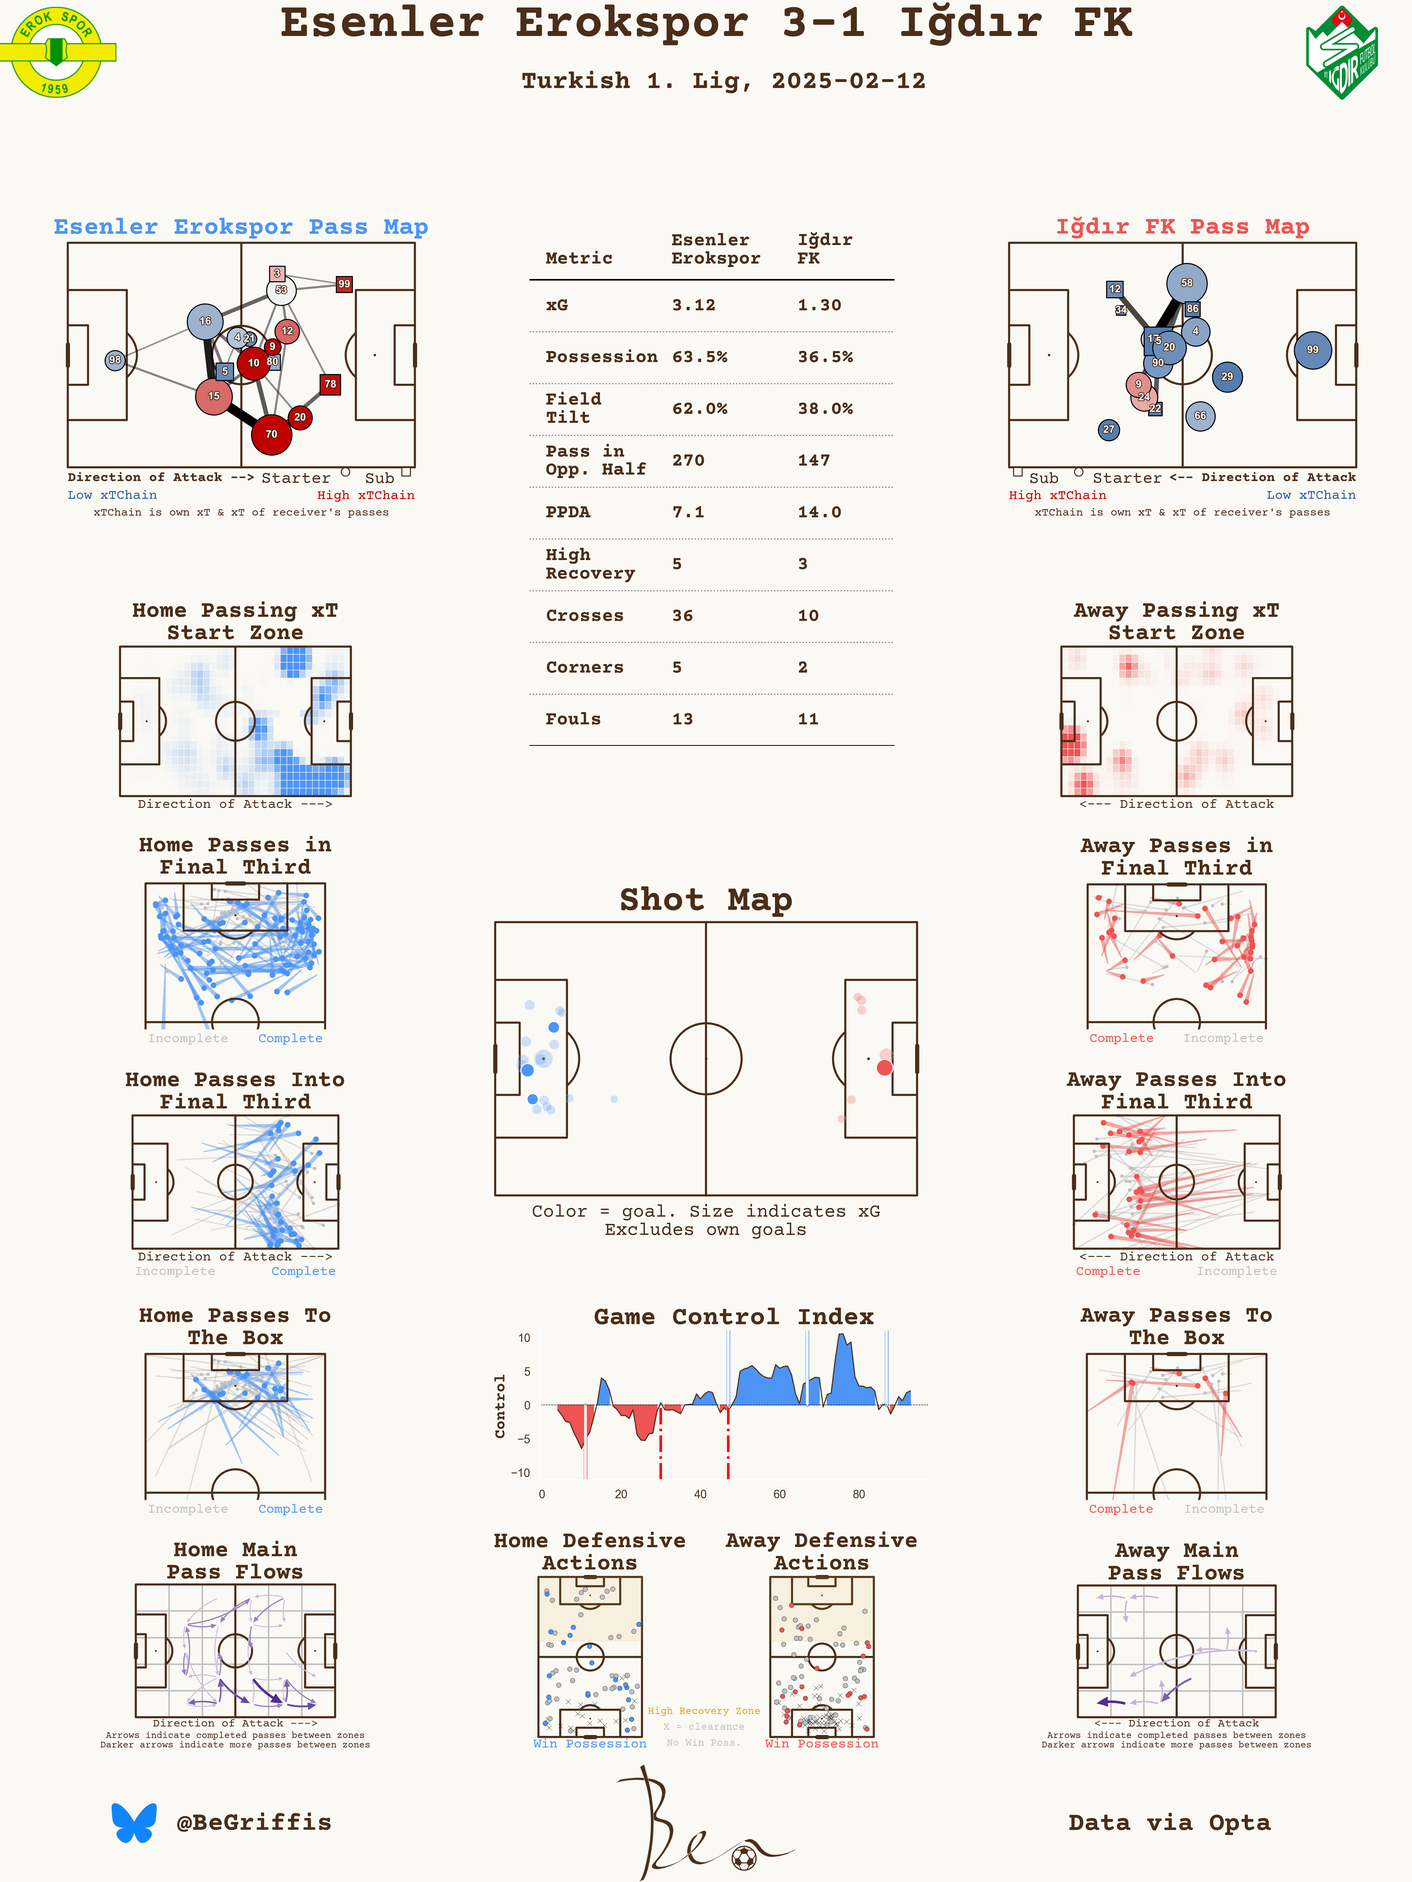 Esenler Erokspor 3-1 Iğdır FK
Turkish 1. Lig, 2025-02-12
EROK SPOR
1959
IĞDIR
FUTBOL
KULÜBÜ
Esenler Erokspor Pass Map
3
53
99
16
4
21
12
9
98
10
80
5
78
15
20
70
Direction of Attack --> Starter Sub
Low xTChain High xTChain
xTChain is own xT & xT of receiver's passes
Metric Esenler Erokspor Iğdır FK
xG 3.12 1.30
Possession 63.5% 36.5%
Field Tilt 62.0% 38.0%
Pass in Opp. Half 270 147
PPDA 7.1 14.0
High Recovery 5 3
Crosses 36 10
Corners 5 2
Fouls 13 11
Iğdır FK Pass Map
12
58
34
86
4
5
20
90
99
9
29
24
22
66
27
Sub Starter <-- Direction of Attack
High xTChain Low xTChain
xTChain is own xT & xT of receiver's passes
Home Passing xT
Start Zone
Direction of Attack --->
Away Passing xT
Start Zone
<--- Direction of Attack
Home Passes in
Final Third
Incomplete Complete
Away Passes in
Final Third
Complete Incomplete
Shot Map
Color = goal. Size indicates xG
Excludes own goals
Home Passes Into
Final Third
Direction of Attack --->
Incomplete Complete
Away Passes Into
Final Third
<--- Direction of Attack
Complete Incomplete
Home Passes To
The Box
Incomplete Complete
Game Control Index
Control
10
5
0
−5
−10
0 20 40 60 80
Away Passes To
The Box
Complete Incomplete
Home Main
Pass Flows
Direction of Attack --->
Arrows indicate completed passes between zones
Darker arrows indicate more passes between zones
Home Defensive
Actions
Win Possession
High Recovery Zone
X = clearance
No Win Poss.
Away Defensive
Actions
Win Possession
Away Main
Pass Flows
<--- Direction of Attack
Arrows indicate completed passes between zones
Darker arrows indicate more passes between zones
@BeGriffis
Ben
Data via Opta